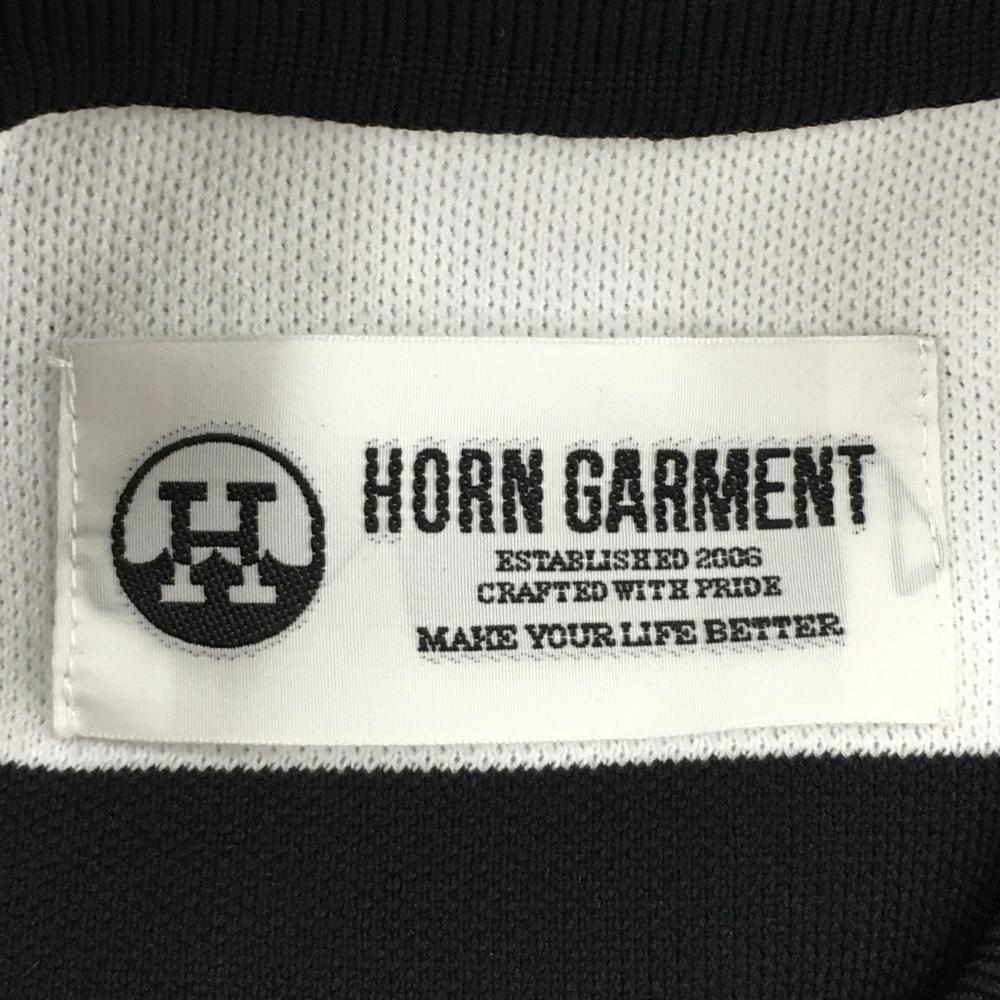 H
HORN GARMENT
ESTABLISHED 2006
CRAFTED WITH PRIDE
MAKE YOUR LIFE BETTER